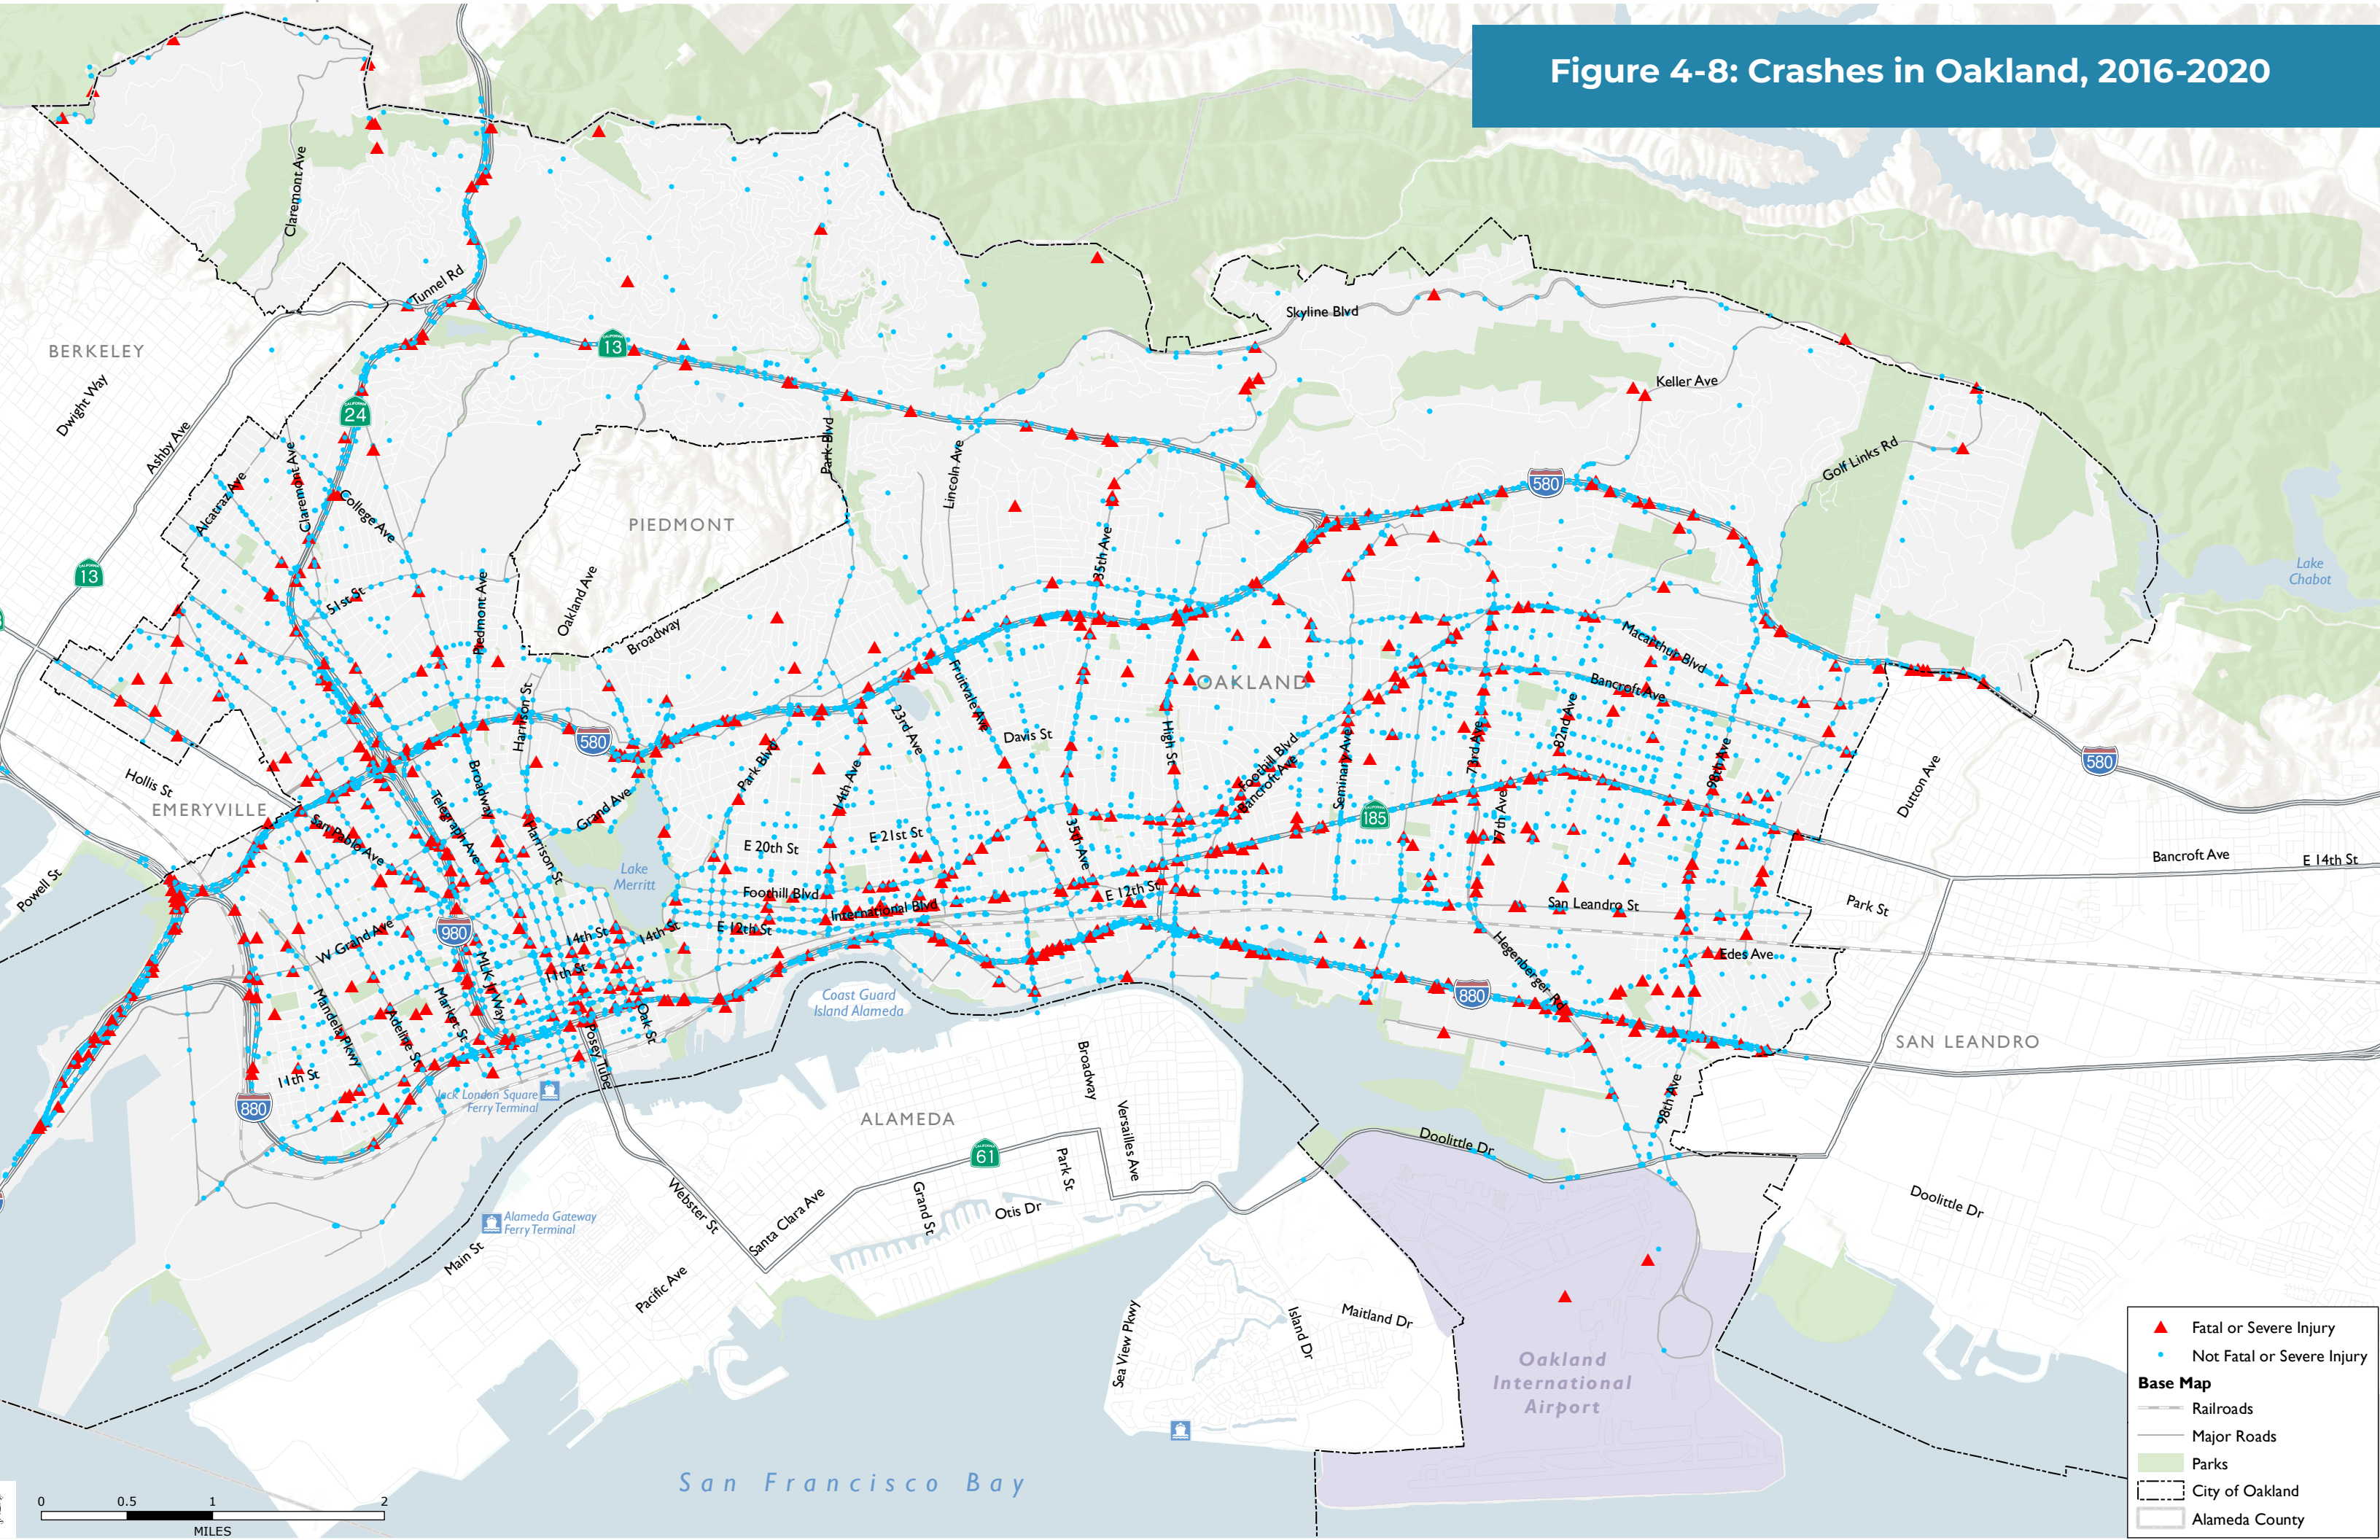 Figure 4-8: Crashes in Oakland, 2016-2020
Claremont Ave
Tunnel Rd
BERKELEY
Dwight Way
Ashby Ave
13
24
13
Skyline Blvd
Keller Ave
Golf Links Rd
Alcatraz Ave
Claremont Ave
College Ave
PIEDMONT
Park Blvd
Lincoln Ave
35th Ave
580
Lake
Chabot
51st St
Piedmont Ave
Oakland Ave
Broadway
OAKLAND
Macarthur Blvd
Bancroft Ave
Harrison St
580
Fruitvale Ave
23rd Ave
Davis St
High St
Foothill Blvd
Bancroft Ave
Seminary Ave
73rd Ave
82nd Ave
98th Ave
580
Dutton Ave
Hollis St
EMERYVILLE
San Pablo Ave
Telegraph Ave
Broadway
Harrison St
Grand Ave
Park Blvd
14th Ave
E 20th St
E 21st St
35th Ave
185
77th Ave
Bancroft Ave
E 14th St
Powell St
Lake
Merritt
Foothill Blvd
International Blvd
E 12th St
E 12th St
San Leandro St
Park St
W Grand Ave
980
MLK Jr Way
14th St
14th St
11th St
Hegenberger Rd
Edes Ave
880
Mandela Pkwy
Adeline St
Market St
Oak St
Posey Tube
Coast Guard
Island Alameda
SAN LEANDRO
11th St
880
Jack London Square
Ferry Terminal
ALAMEDA
Broadway
Versailles Ave
98th Ave
61
Park St
Doolittle Dr
Alameda Gateway
Ferry Terminal
Main St
Webster St
Santa Clara Ave
Grand St
Otis Dr
Doolittle Dr
Pacific Ave
Sea View Pkwy
Island Dr
Maitland Dr
Oakland
International
Airport
San Francisco Bay
0 0.5 1 2
MILES
Fatal or Severe Injury
Not Fatal or Severe Injury
Base Map
Railroads
Major Roads
Parks
City of Oakland
Alameda County